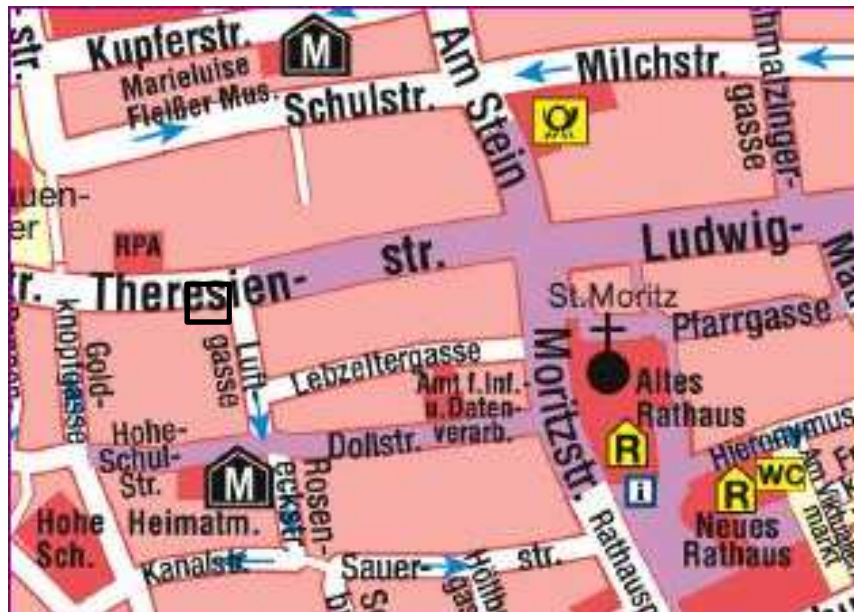 Kupferstr.
M
Marieluise
Fleißer Mus.
Schulstr.
Am Stein
Milchstr.
gasse
RPA
Theresien-
str.
Ludwig-
St.Moritz
Pfarrgasse
Gold-
knopfgasse
Luft-
gasse
Lebzeltergasse
Amt f.Inf.-
u.Daten-
verarb.
Moritzstr.
Altes
Rathaus
Hohe-
Schul-
Str.
Dollstr.
R
i
Hieronymus
WC
R
M
Heimatm.
Rosen-
eckstr.
Hohe
Sch.
Kanalstr.
Sauer-
str.
Neues
Rathaus
markt